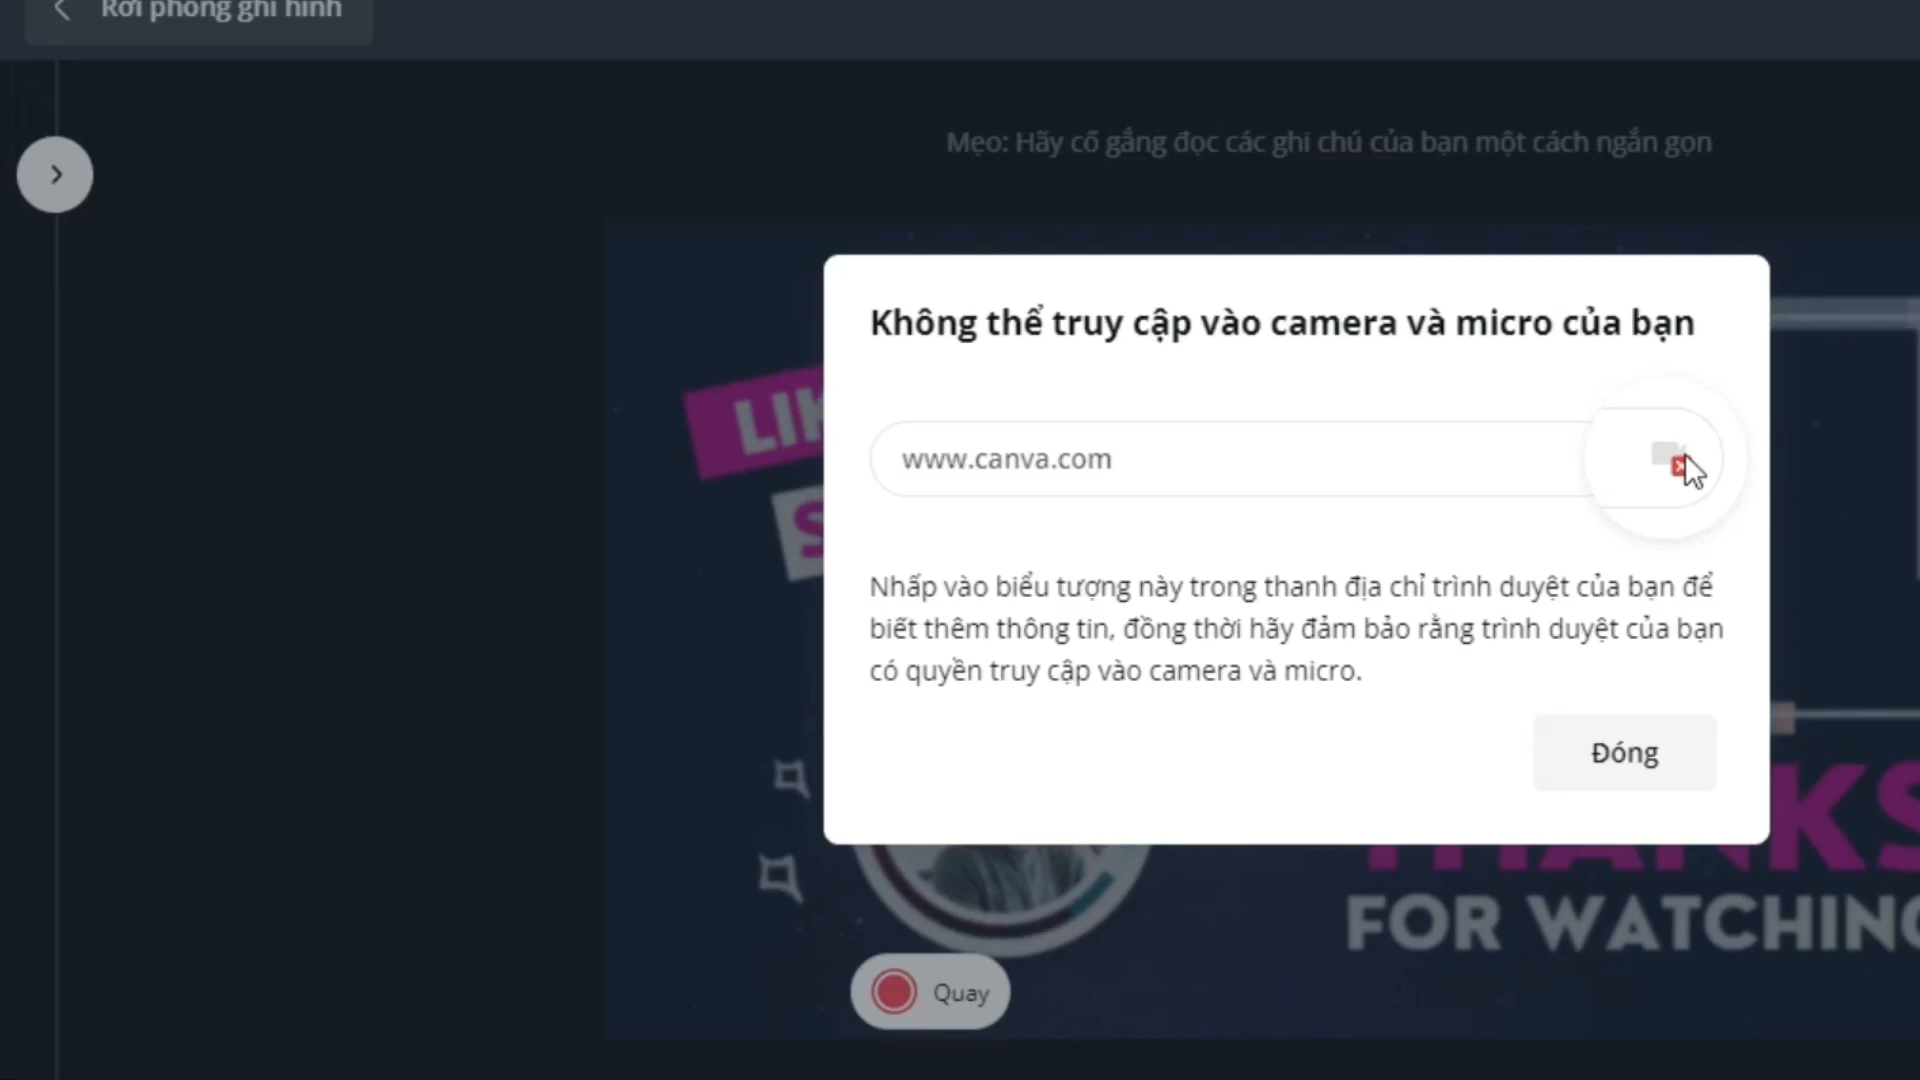 Rời phòng ghi hình
Mẹo: Hãy cố gắng đọc các ghi chú của bạn một cách ngắn gọn
Không thể truy cập vào camera và micro của bạn
www.canva.com
Nhấp vào biểu tượng này trong thanh địa chỉ trình duyệt của bạn để
biết thêm thông tin, đồng thời hãy đảm bảo rằng trình duyệt của bạn
có quyền truy cập vào camera và micro.
Đóng
FOR WATCHING
Quay